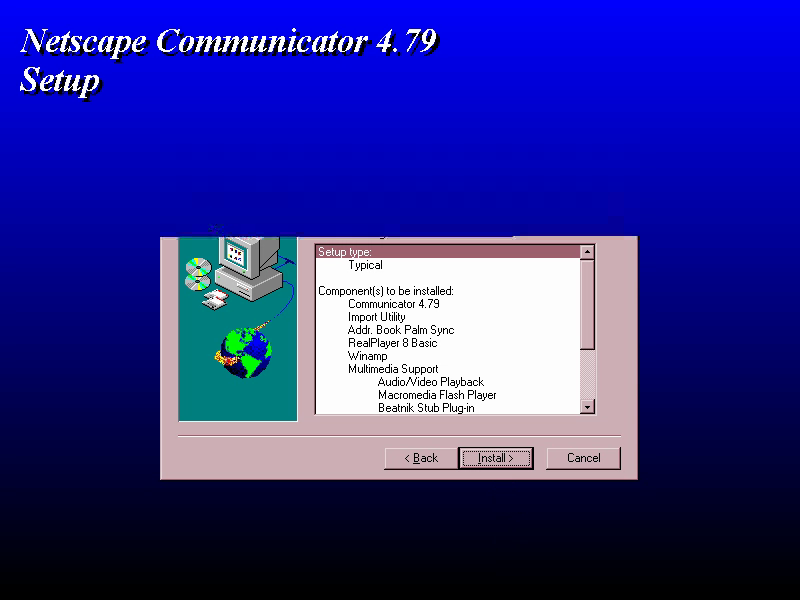 Netscape Communicator 4.79
Setup
Setup type:
Typical
Component(s) to be installed:
Communicator 4.79
Import Utility
Addr. Book Palm Sync
RealPlayer 8 Basic
Winamp
Multimedia Support
Audio/Video Playback
Macromedia Flash Player
Beatnik Stub Plug-in
< Back
Install >
Cancel